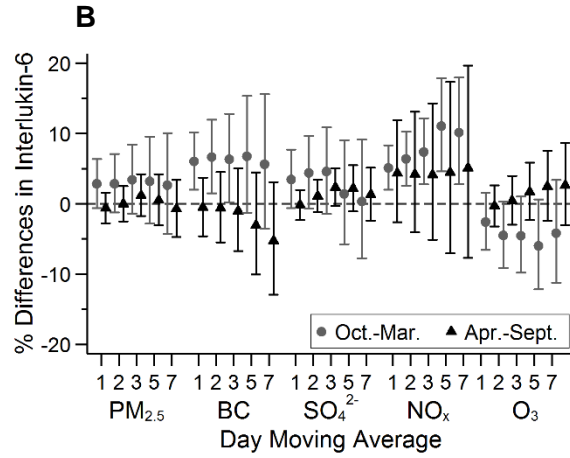 B
% Differences in Interlukin-6
20
10
0
-10
-20
Oct.-Mar. Apr.-Sept.
1 2 3 5 7 1 2 3 5 7 1 2 3 5 7 1 2 3 5 7 1 2 3 5 7
PM2.5 BC SO4 2- NOx O3
Day Moving Average